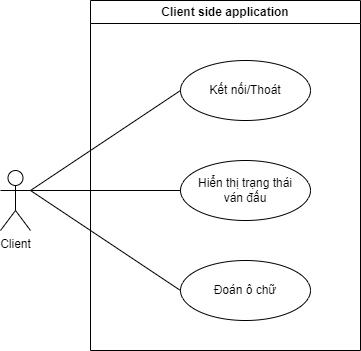 Client side application
Kết nối/Thoát
Hiển thị trạng thái
ván đấu
Client
Đoán ô chữ